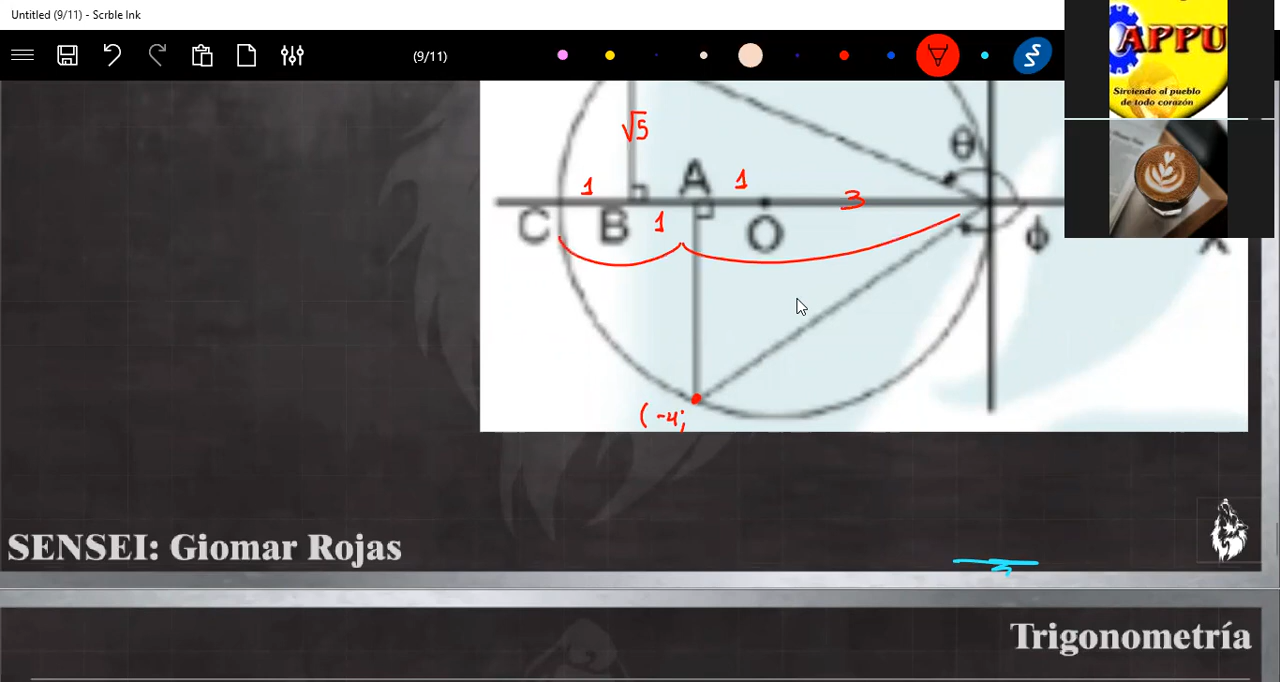 Untitled (9/11) - Scrble Ink
(9/11)
APPU
Sirviendo al pueblo
de todo corazón
√5
θ
1
A
1
3
C
B
1
O
ϕ
X
(-4;
SENSEI: Giomar Rojas
Trigonometría